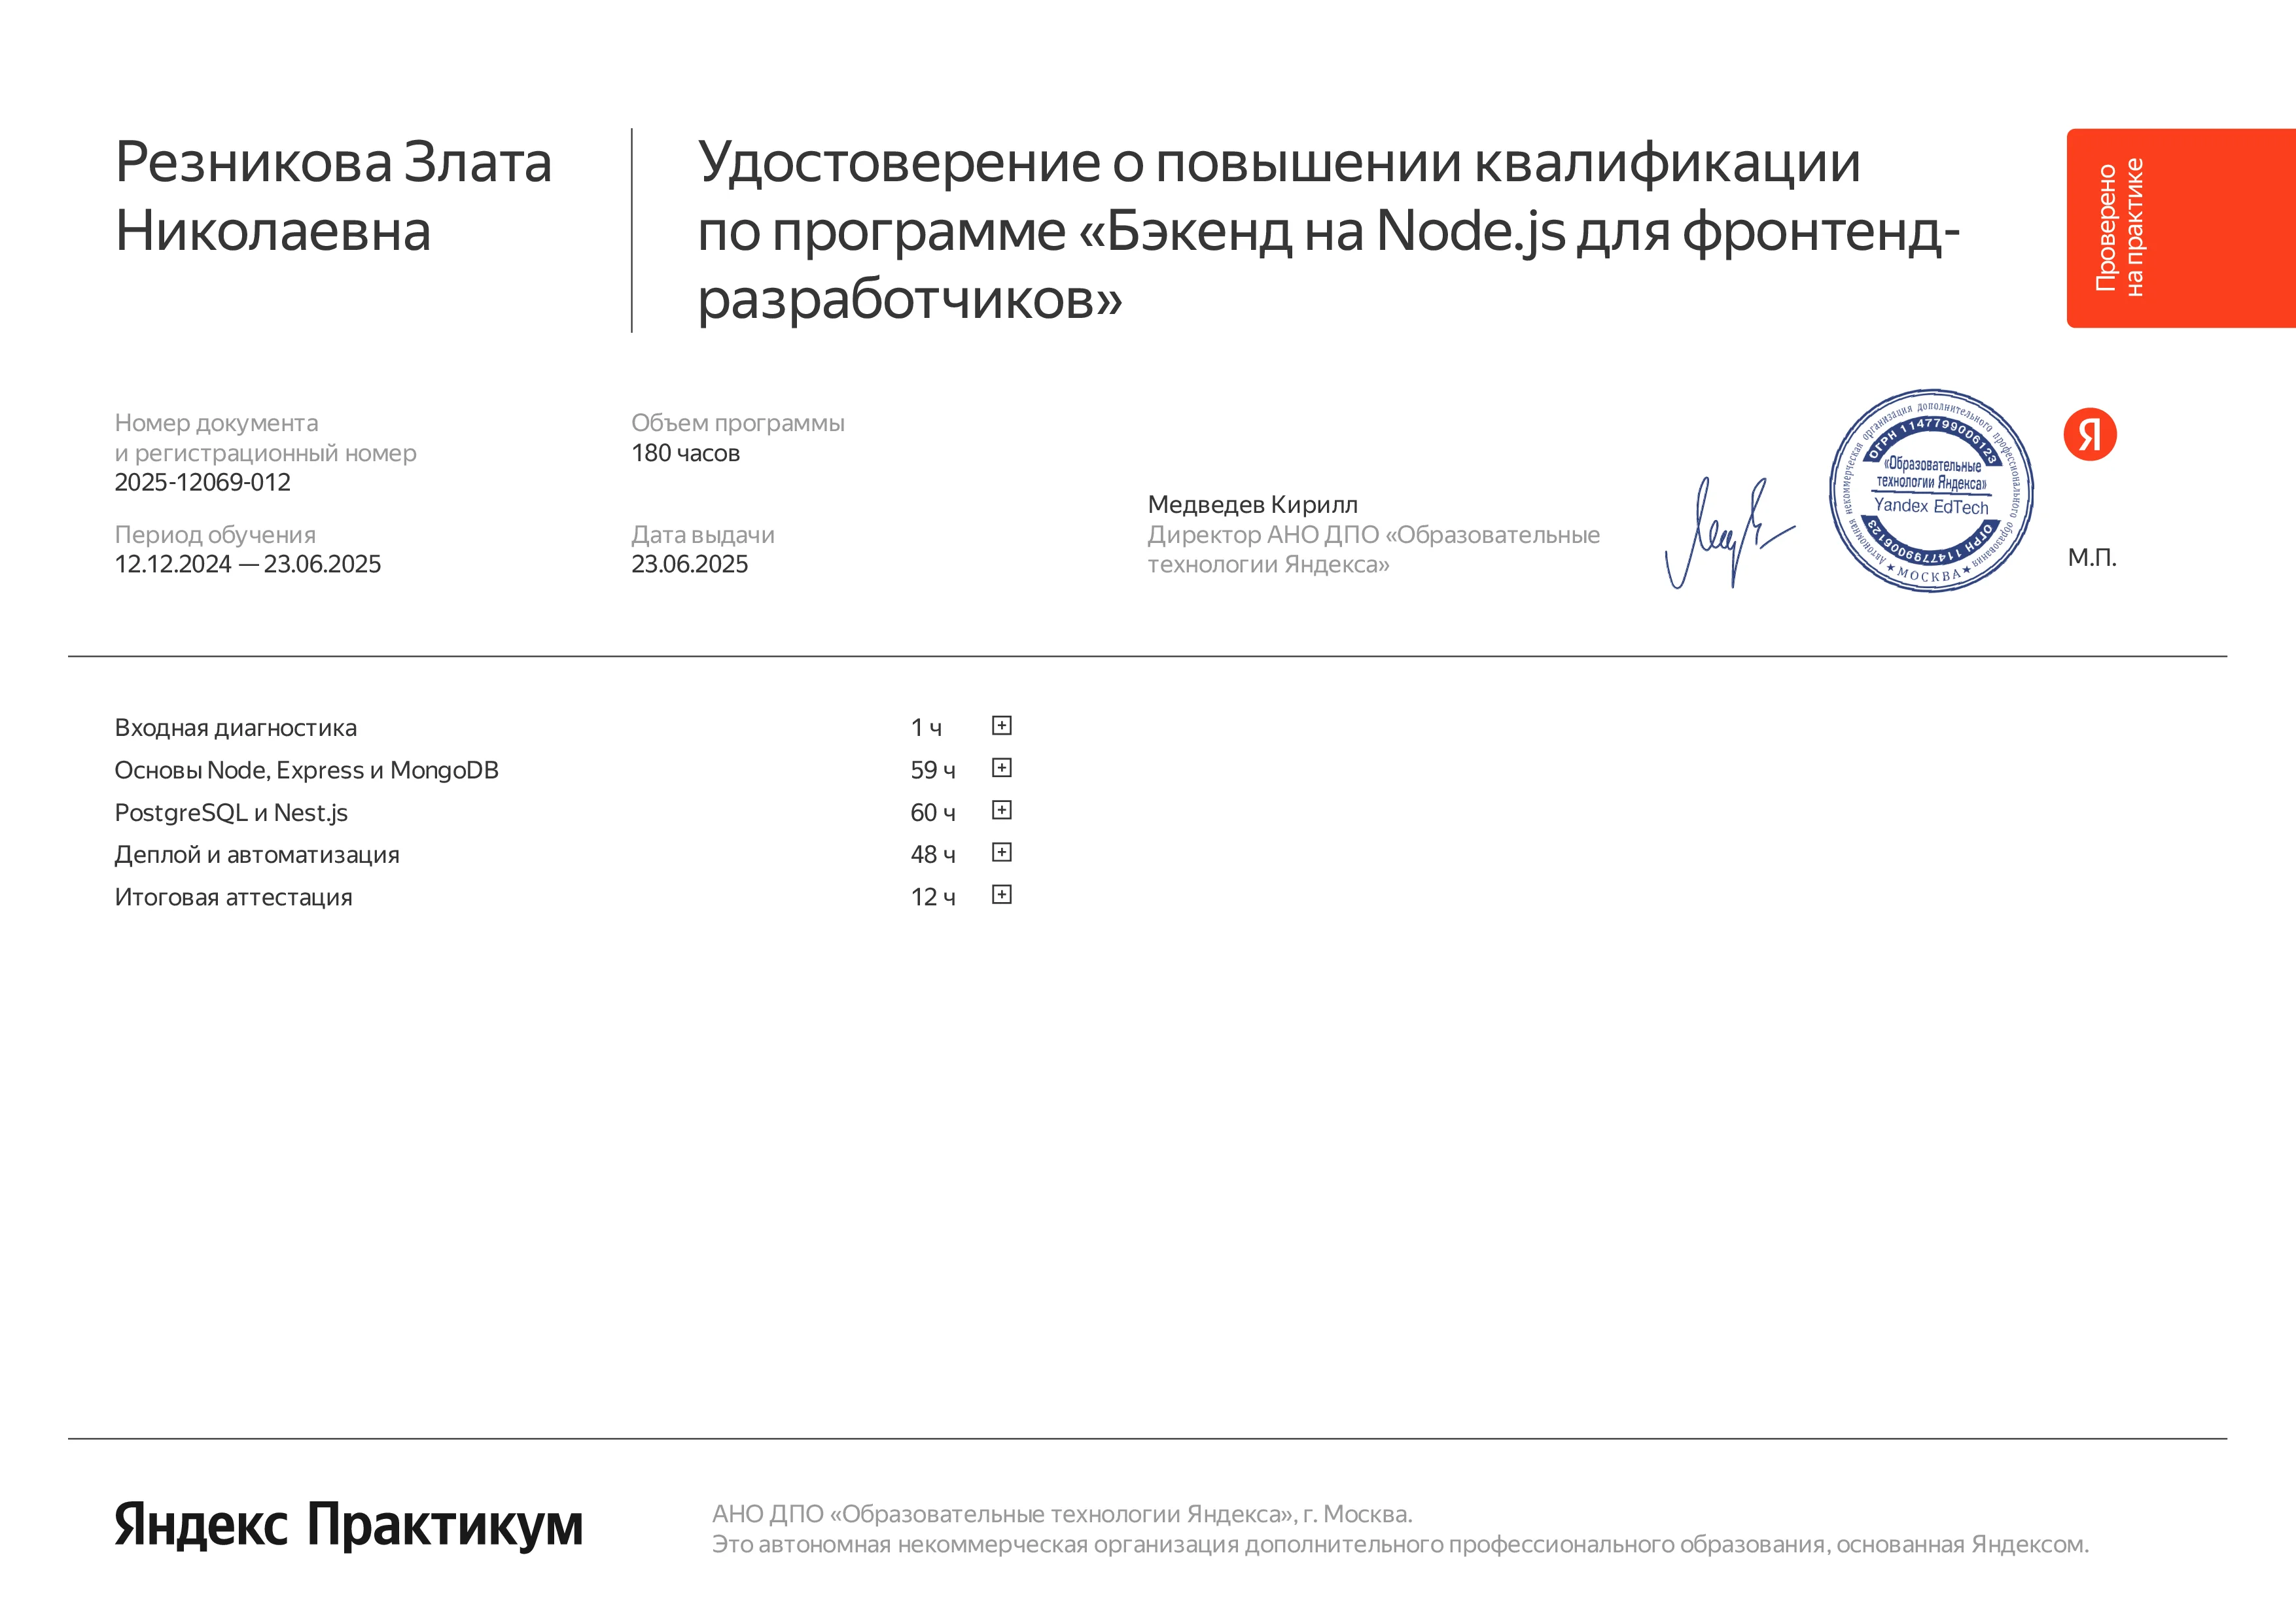 Резникова Злата
Николаевна
Удостоверение о повышении квалификации
по программе «Бэкенд на Node.js для фронтенд-
разработчиков»
Проверено
на практике
Номер документа
и регистрационный номер
2025-12069-012
Объем программы
180 часов
Период обучения
12.12.2024 — 23.06.2025
Дата выдачи
23.06.2025
Медведев Кирилл
Директор АНО ДПО «Образовательные
технологии Яндекса»
Автономная некоммерческая организация дополнительного профессионального образования
ОГРН 1147799006123
«Образовательные
технологии Яндекса»
Yandex EdTech
ОГРН 1147799006123
★ МОСКВА ★
Я
М.П.
Входная диагностика 1 ч
Основы Node, Express и MongoDB 59 ч
PostgreSQL и Nest.js 60 ч
Деплой и автоматизация 48 ч
Итоговая аттестация 12 ч
Яндекс Практикум
АНО ДПО «Образовательные технологии Яндекса», г. Москва.
Это автономная некоммерческая организация дополнительного профессионального образования, основанная Яндексом.